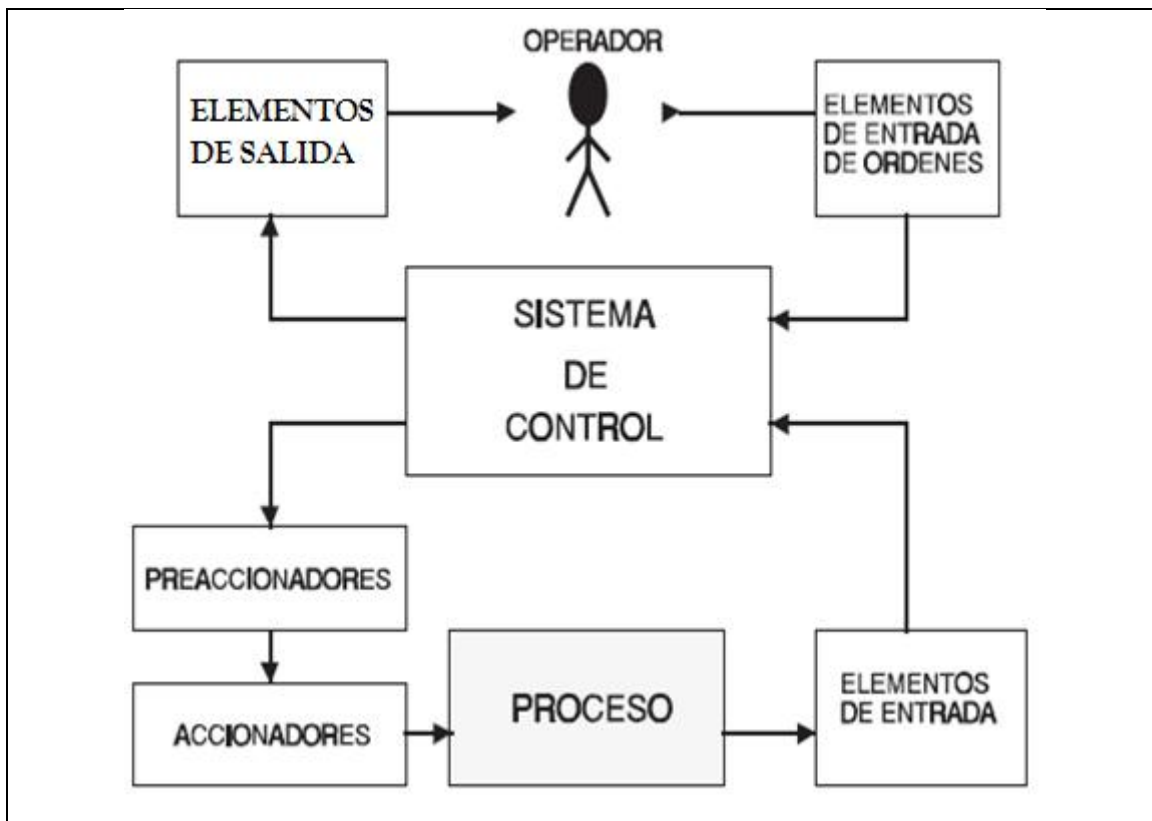 OPERADOR
ELEMENTOS
DE SALIDA
ELEMENTOS
DE ENTRADA
DE ORDENES
SISTEMA
DE
CONTROL
PREACCIONADORES
ACCIONADORES
PROCESO
ELEMENTOS
DE ENTRADA